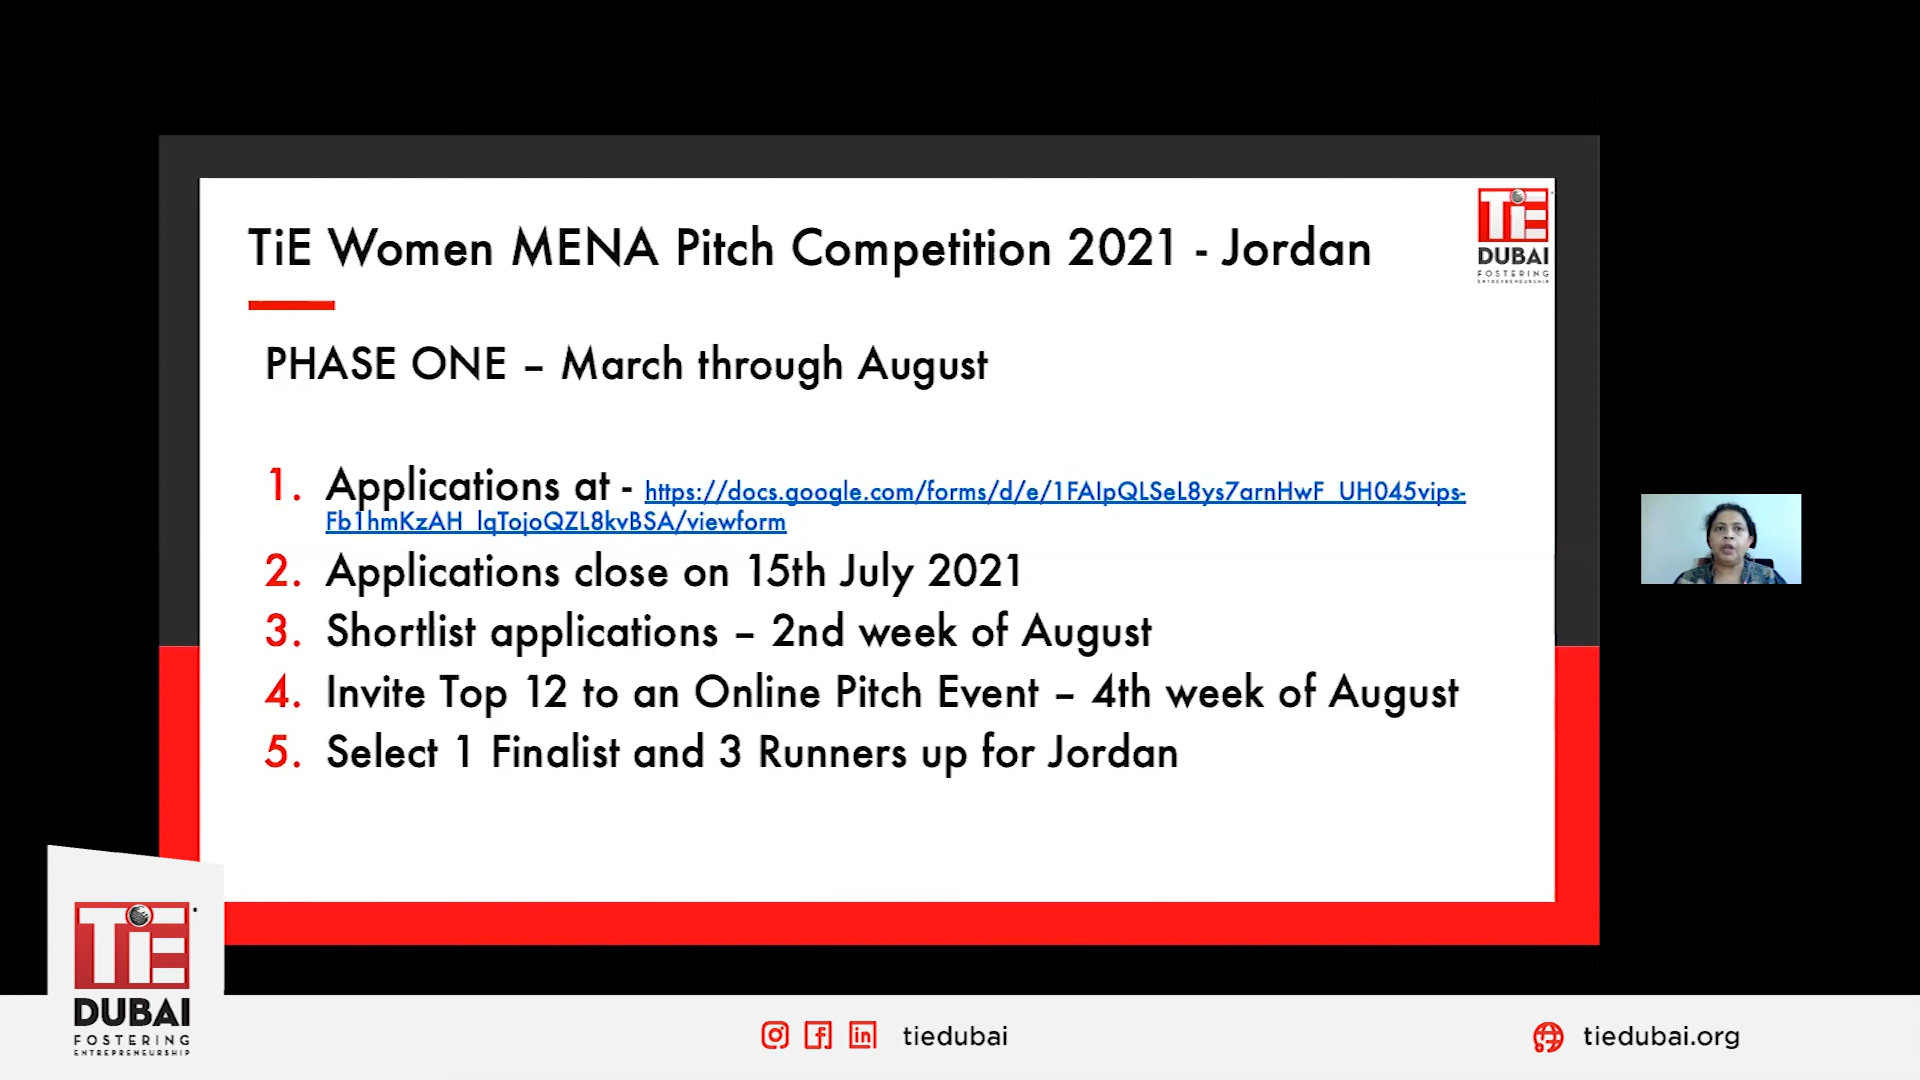 TiE Women MENA Pitch Competition 2021 - Jordan
TiE
DUBAI
FOSTERING
ENTREPRENEURSHIP
PHASE ONE – March through August
1. Applications at - https://docs.google.com/forms/d/e/1FAIpQLSeL8ys7arnHwF_UH045vips-
Fb1hmKzAH_lqTojoQZL8kvBSA/viewform
2. Applications close on 15th July 2021
3. Shortlist applications – 2nd week of August
4. Invite Top 12 to an Online Pitch Event – 4th week of August
5. Select 1 Finalist and 3 Runners up for Jordan
TiE
DUBAI
FOSTERING
ENTREPRENEURSHIP
tiedubai
tiedubai.org